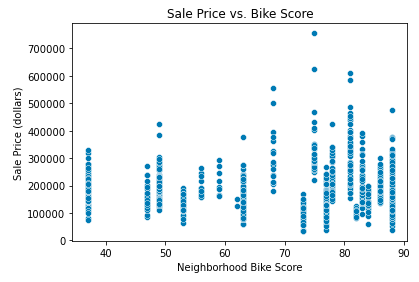 Sale Price vs. Bike Score
Sale Price (dollars)
700000
600000
500000
400000
300000
200000
100000
0
40 50 60 70 80 90
Neighborhood Bike Score